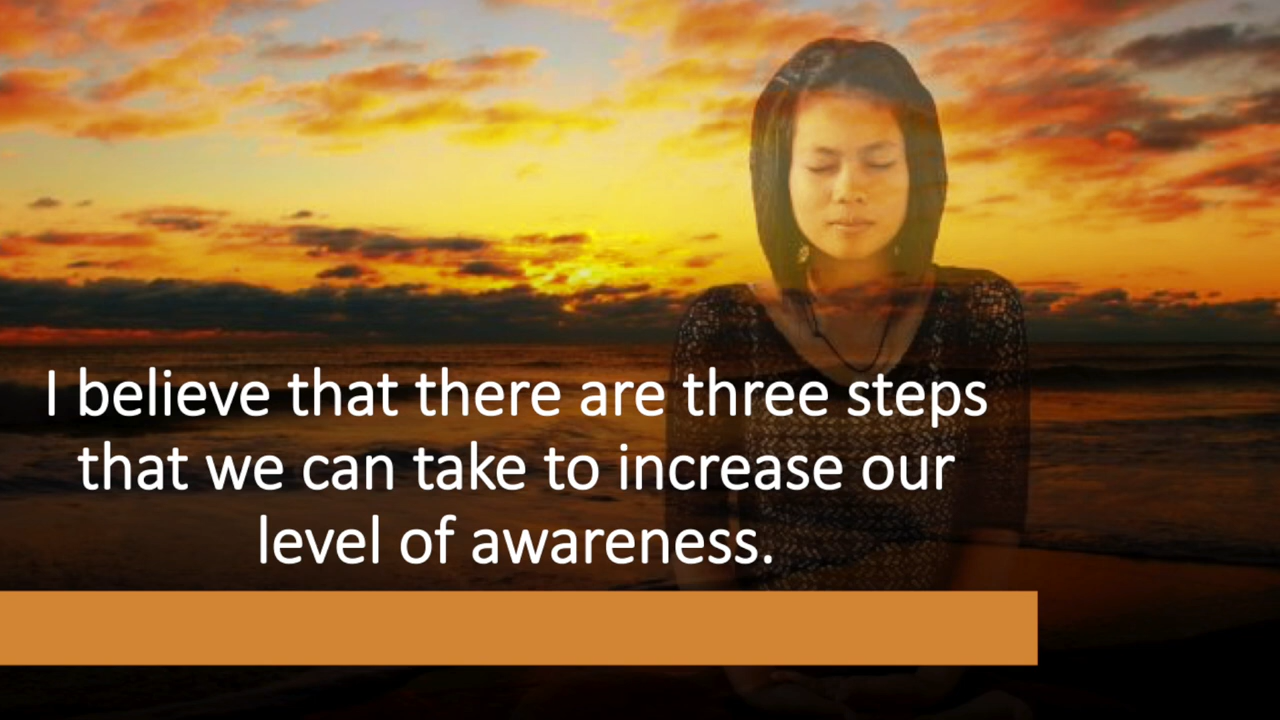 I believe that there are three steps
that we can take to increase our
level of awareness.